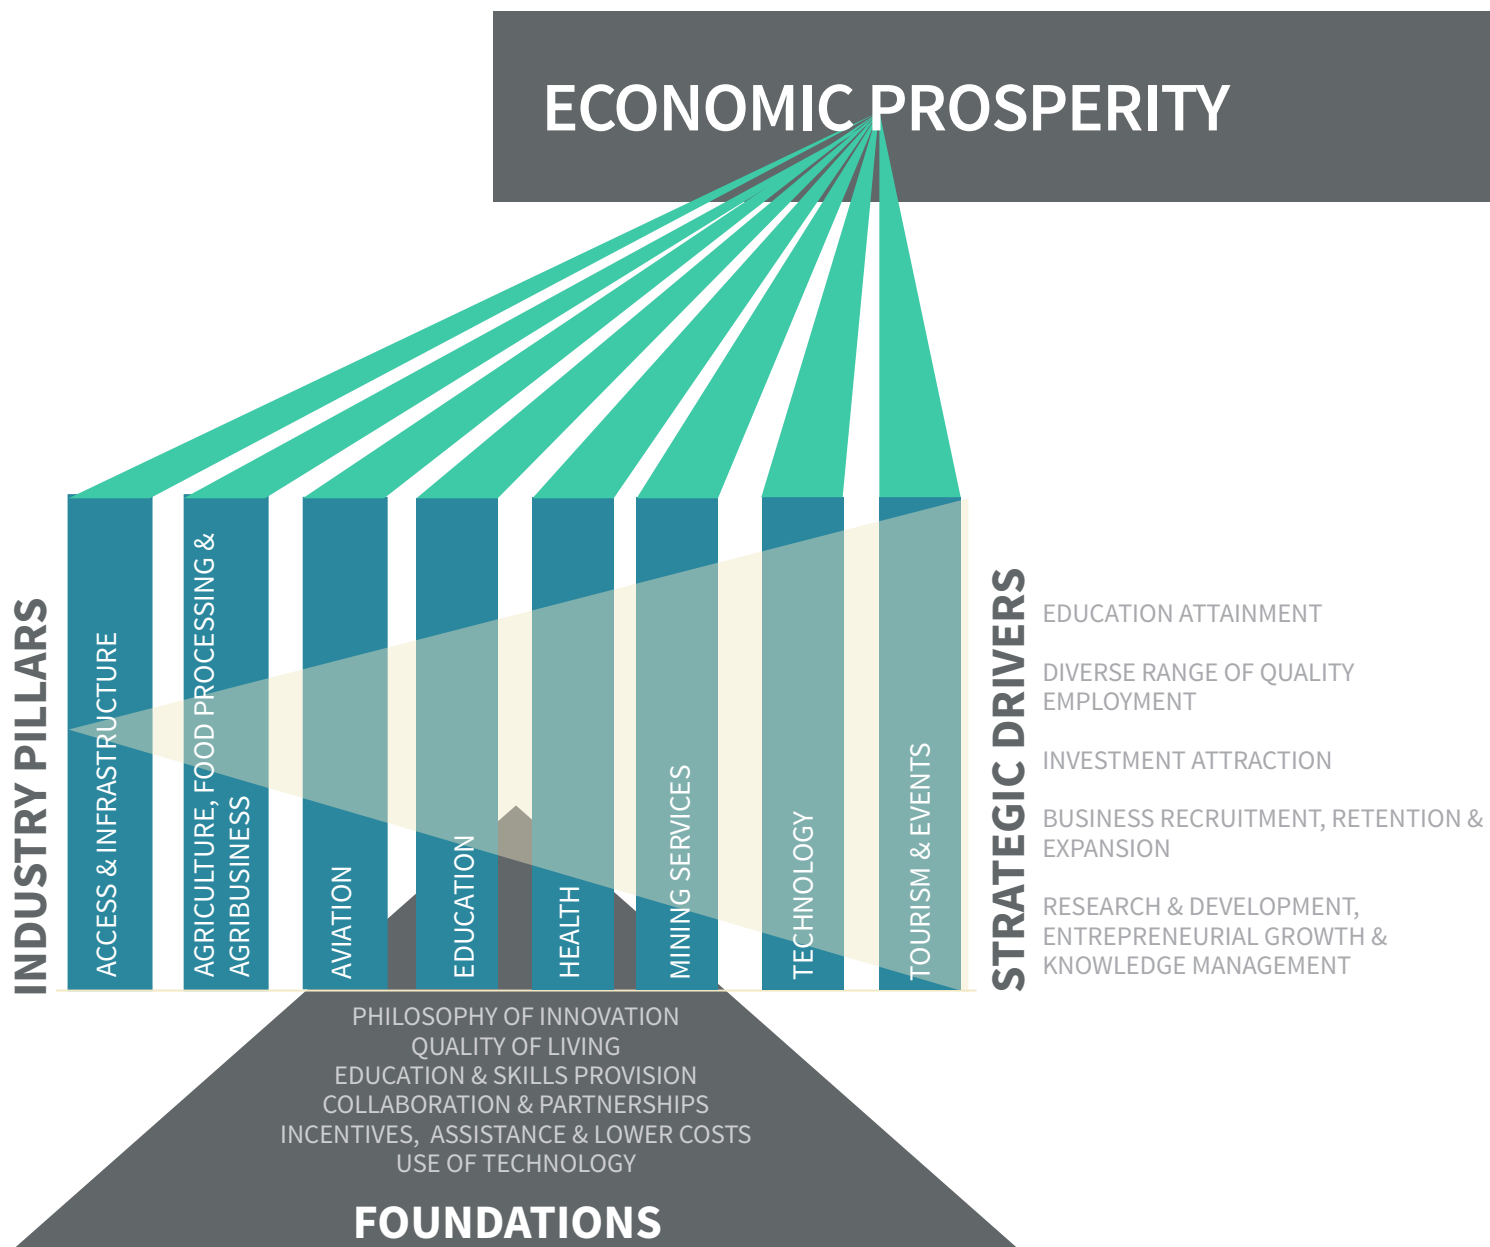 ECONOMIC PROSPERITY
INDUSTRY PILLARS
ACCESS & INFRASTRUCTURE
AGRICULTURE, FOOD PROCESSING &
AGRIBUSINESS
AVIATION
EDUCATION
HEALTH
MINING SERVICES
TECHNOLOGY
TOURISM & EVENTS
STRATEGIC DRIVERS
EDUCATION ATTAINMENT
DIVERSE RANGE OF QUALITY
EMPLOYMENT
INVESTMENT ATTRACTION
BUSINESS RECRUITMENT, RETENTION &
EXPANSION
RESEARCH & DEVELOPMENT,
ENTREPRENEURIAL GROWTH &
KNOWLEDGE MANAGEMENT
PHILOSOPHY OF INNOVATION
QUALITY OF LIVING
EDUCATION & SKILLS PROVISION
COLLABORATION & PARTNERSHIPS
INCENTIVES, ASSISTANCE & LOWER COSTS
USE OF TECHNOLOGY
FOUNDATIONS